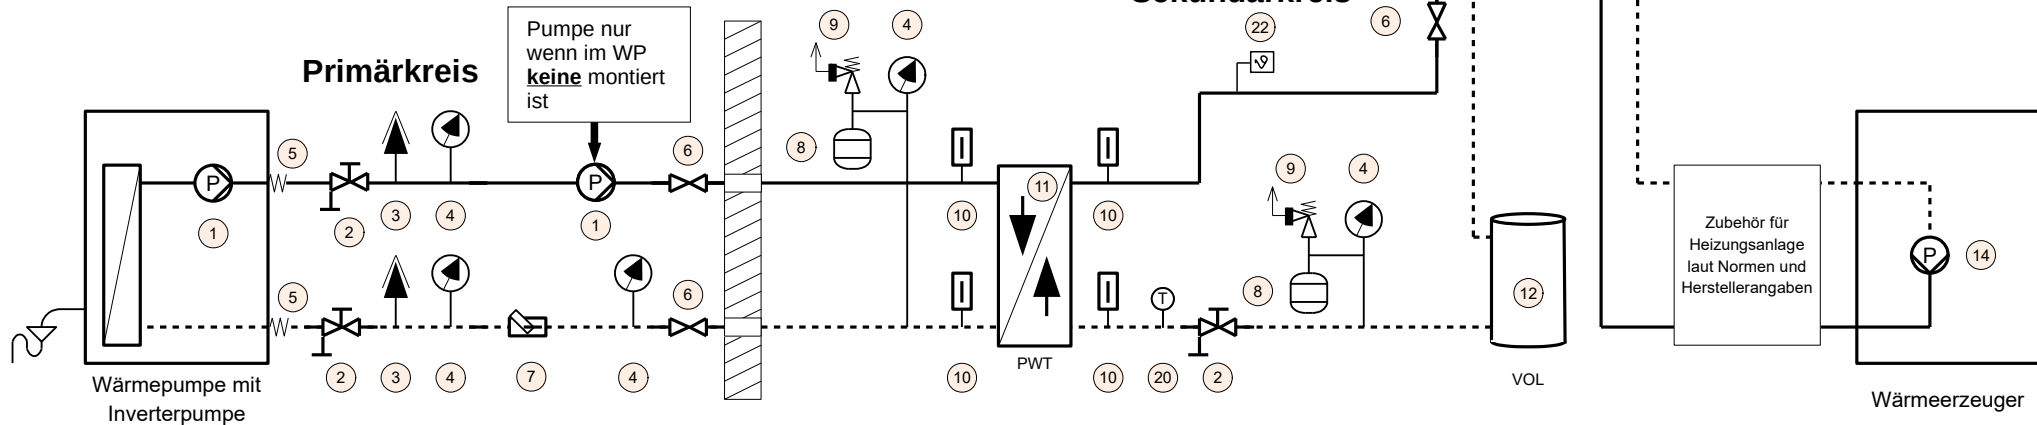 Sekundärkreis
Pumpe nur
wenn im WP
keine montiert
ist
Primärkreis
9
4
22
6
5
6
8
P
P
11
1
2
3
4
1
10
10
9
4
5
6
8
T
12
P
14
Zubehör für
Heizungsanlage
laut Normen und
Herstellerangaben
2
3
4
7
4
10
PWT
10
20
2
VOL
Wärmepumpe mit
Inverterpumpe
Wärmeerzeuger